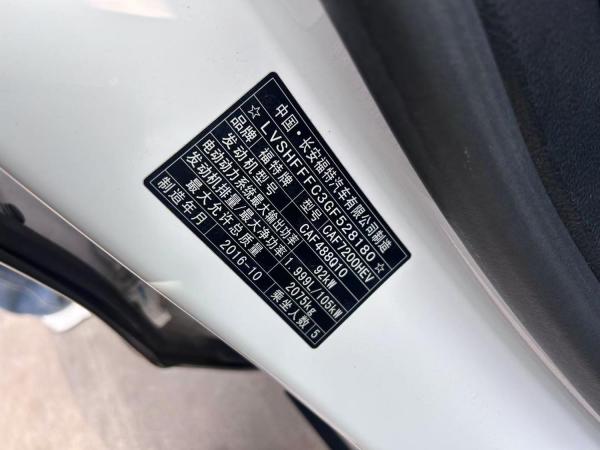 中国·长安福特汽车有限公司制造
☆LVSHFFFC3GF528180☆
品牌 福特牌 型号 CAF7200HEV
发动机型号 CAF488Q10
电动动力系统最大输出功率 92kW
发动机排量/最大净功率 1.999L/105kW
最大允许总质量 2075kg
制造年月 2016-10 乘坐人数 5